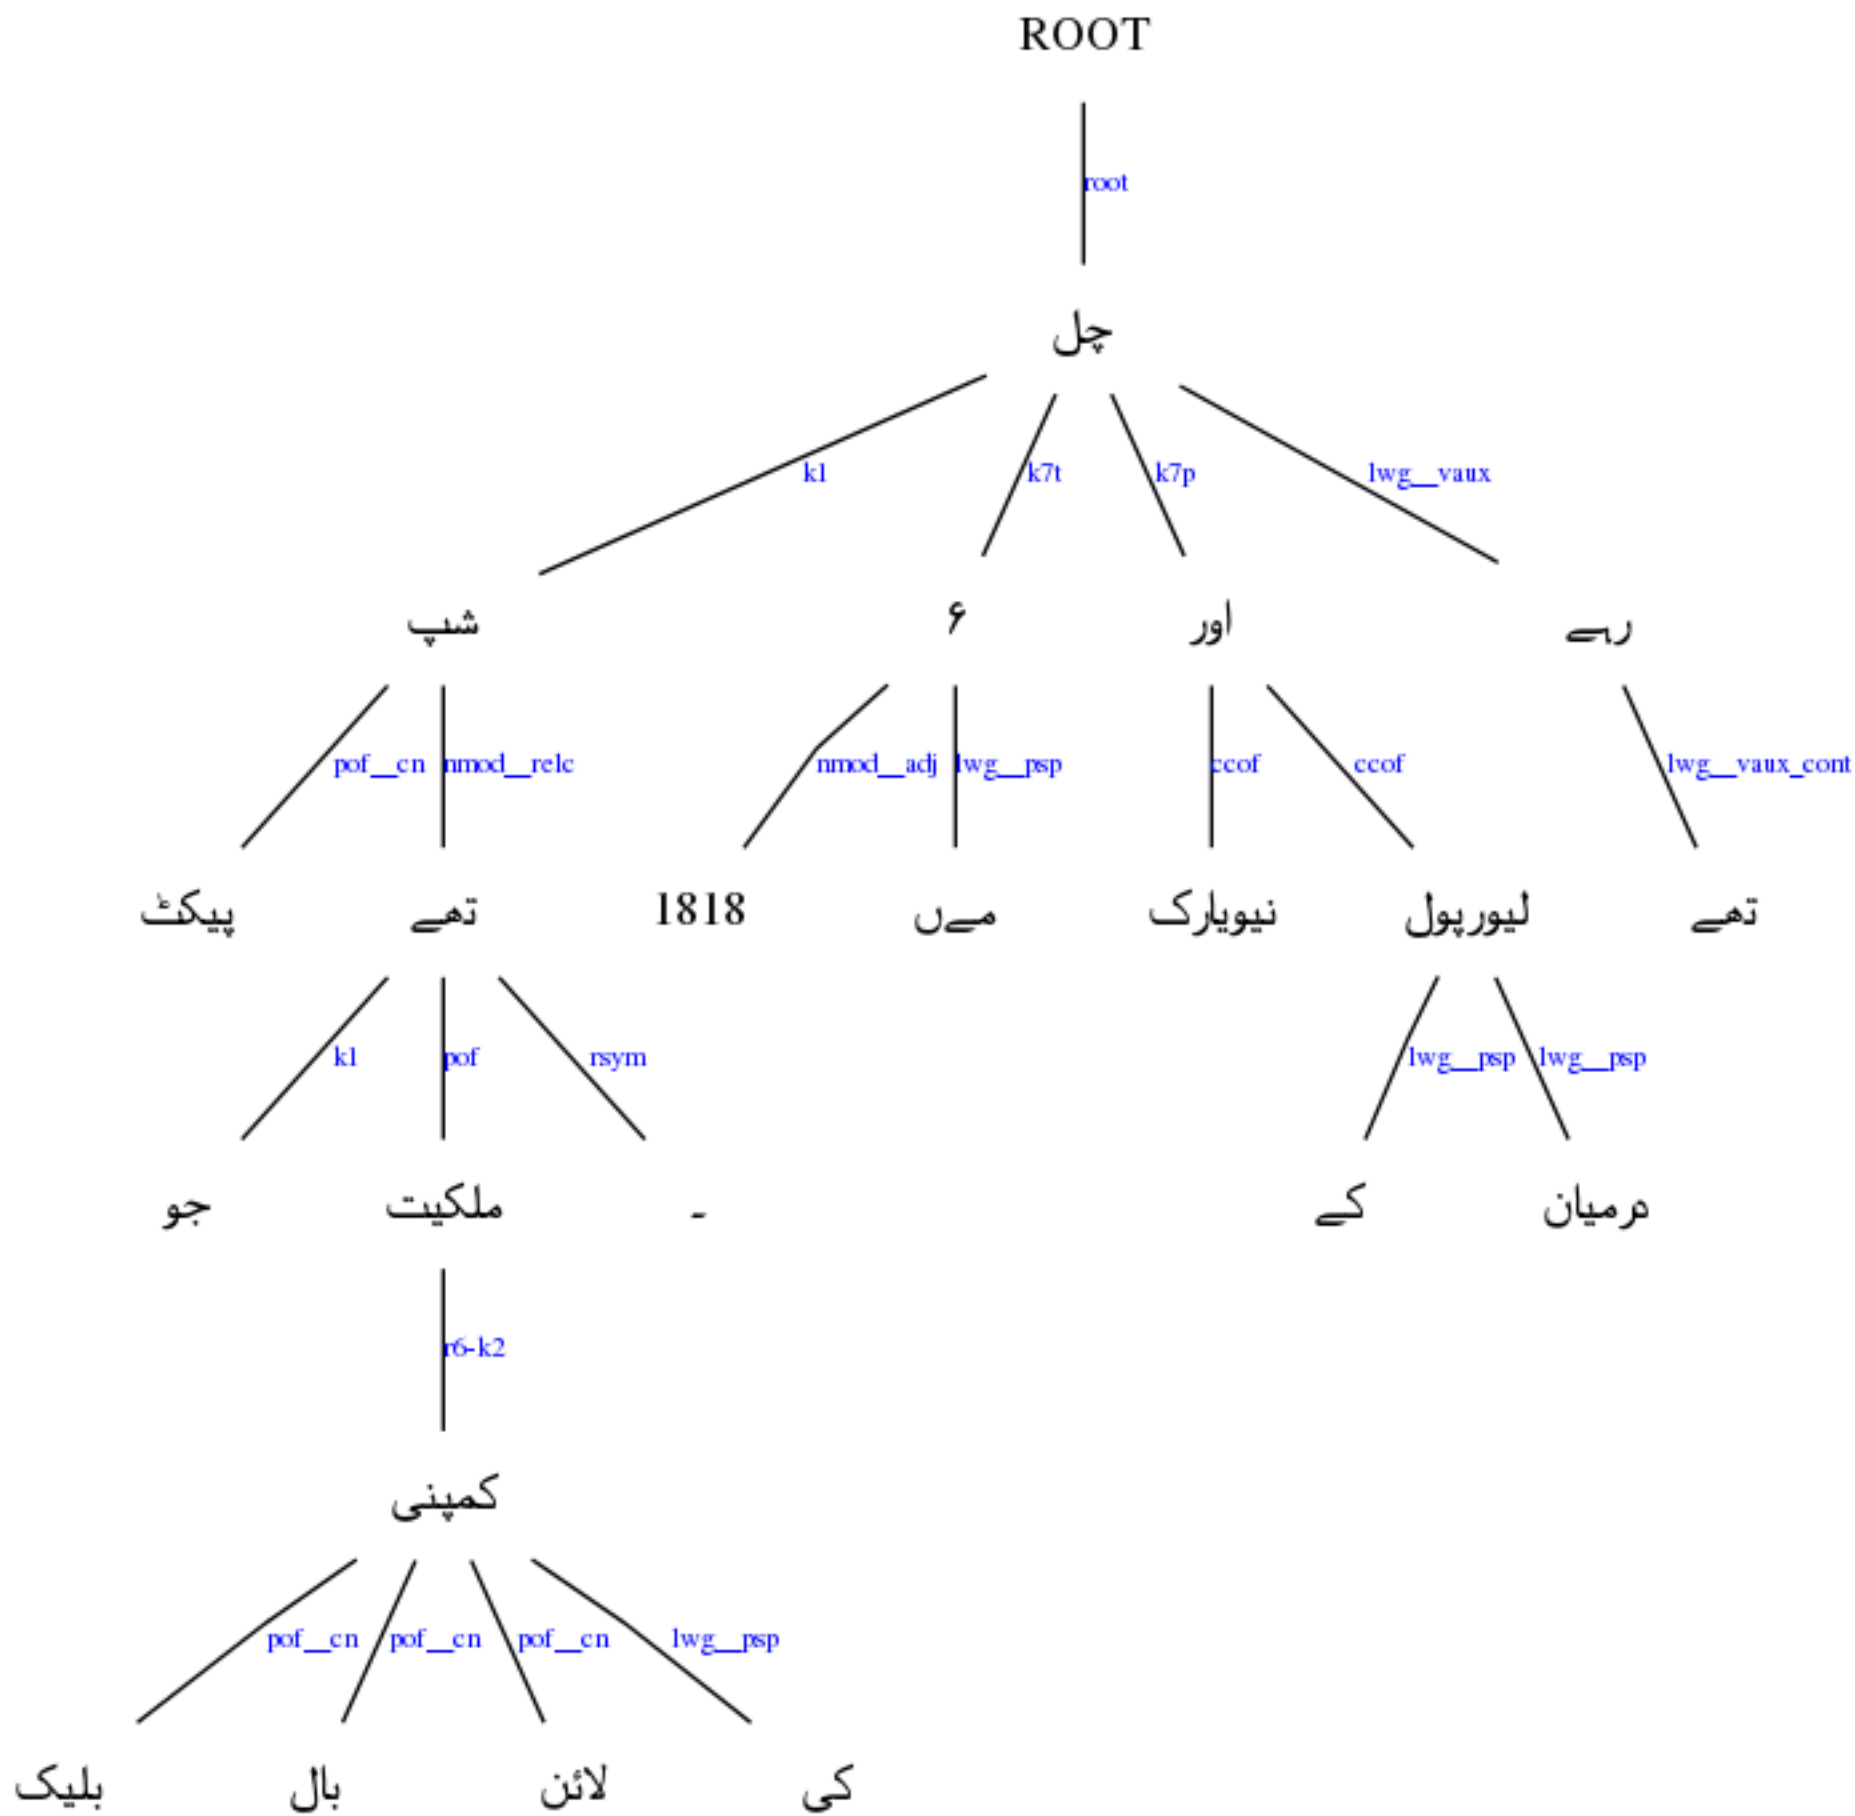 ROOT
root
چل
k1 k7t k7p lwg__vaux
شپ ۶ اور رہے
pof__cn nmod__relc nmod__adj lwg__psp ccof ccof lwg__vaux_cont
پیکٹ تھے 1818 مےں نیویارک لیورپول تھے
k1 pof rsym lwg__psp lwg__psp
جو ملکیت ۔ کے درمیان
r6-k2
کمپنی
pof__cn pof__cn pof__cn lwg__psp
بلیک بال لائن کی